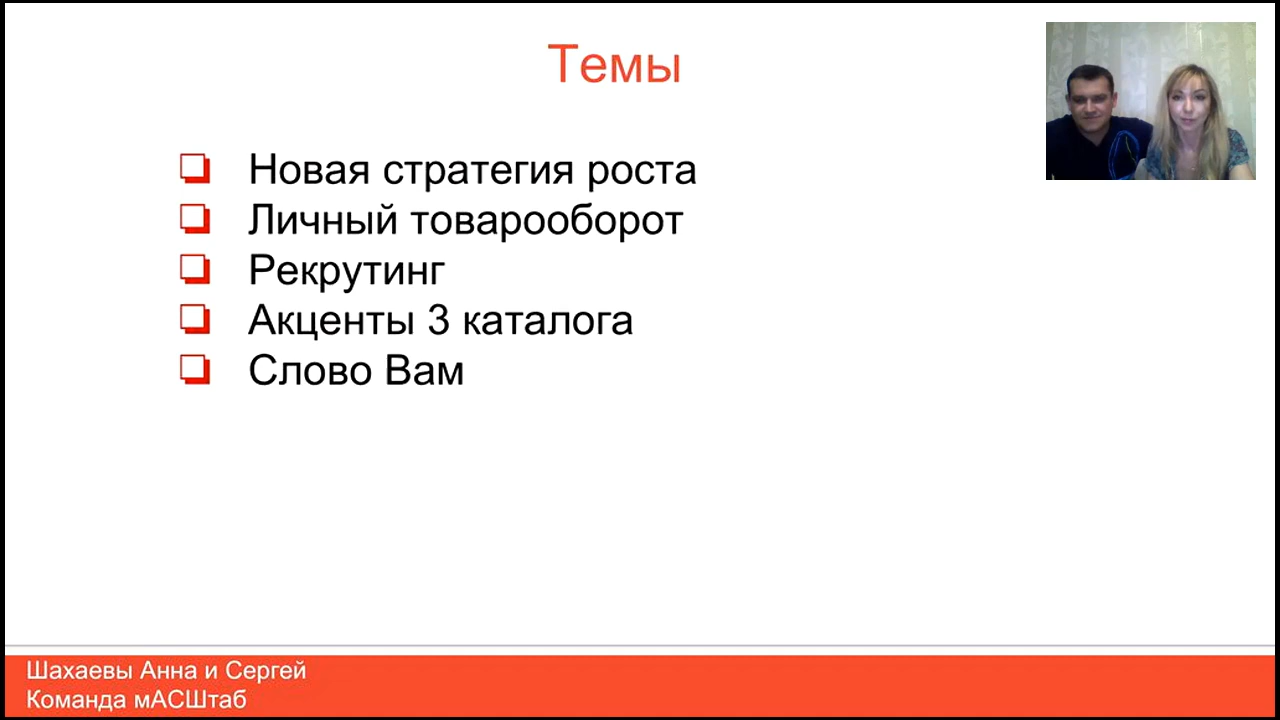 Темы
Новая стратегия роста
Личный товарооборот
Рекрутинг
Акценты 3 каталога
Слово Вам
Шахаевы Анна и Сергей
Команда мАСШтаб